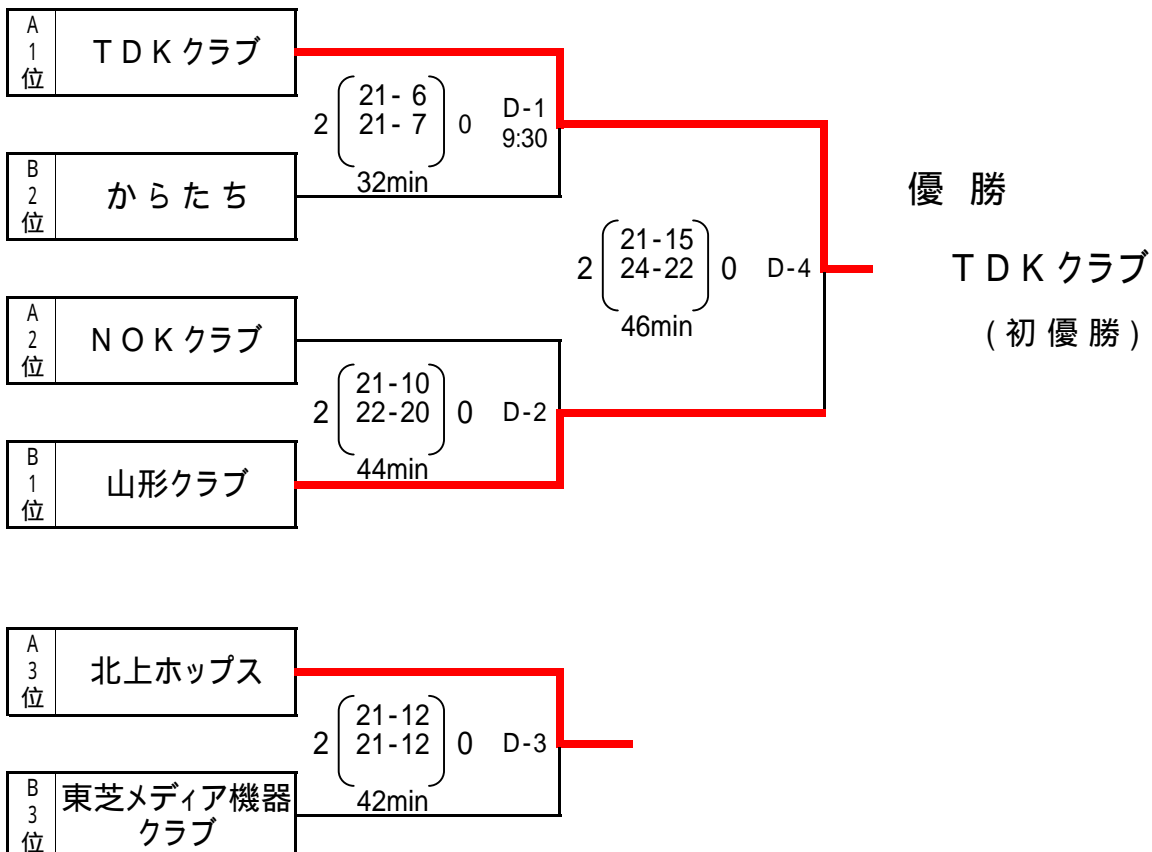 A
1
位
ＴＤＫクラブ
21- 6
2 21- 7 0
32min
D-1
9:30
B
2
位
からたち
優 勝
21-15
2 24-22 0 D-4
46min
ＴＤＫクラブ
(初優勝)
A
2
位
ＮＯＫクラブ
21-10
2 22-20 0 D-2
44min
B
1
位
山形クラブ
A
3
位
北上ホップス
21-12
2 21-12 0 D-3
42min
B
3
位
東芝メディア機器
クラブ